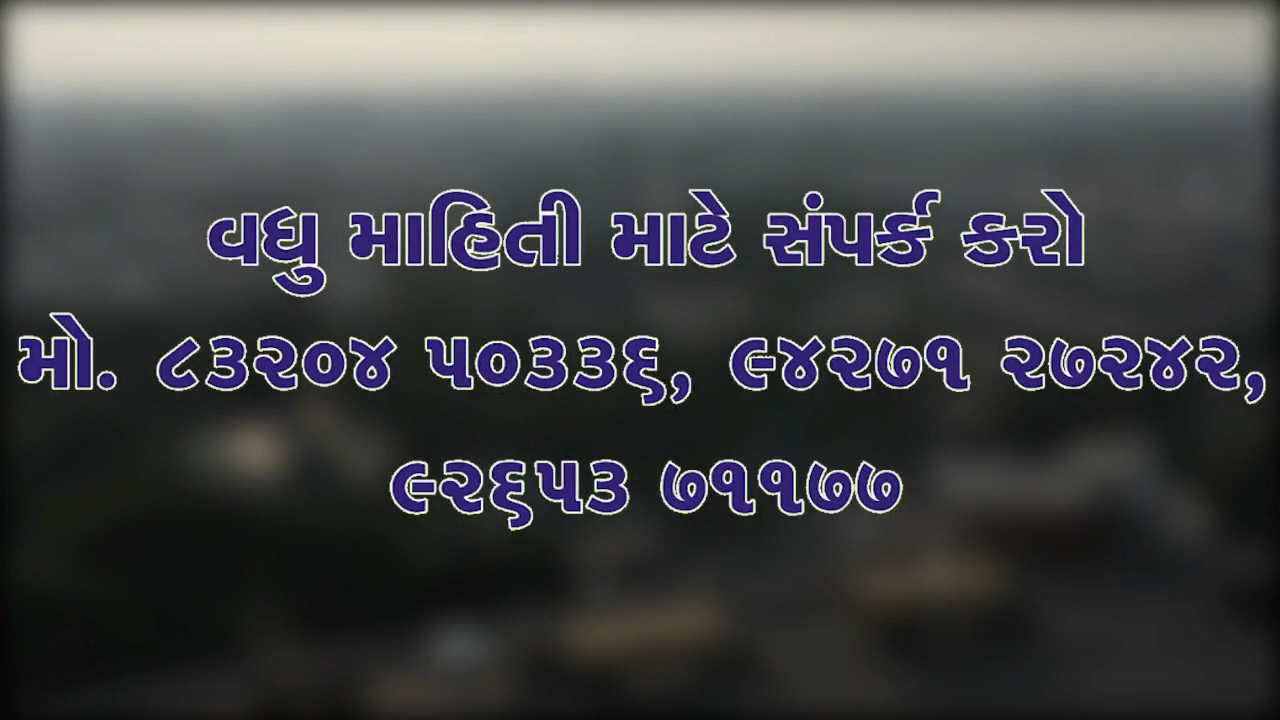 વધુ માહિતી માટે સંપર્ક કરો
મો. ૮૩૨૦૪ ૫૦૩૩૬, ૯૪૨૭૧ ૨૭૨૪૨,
૯૨૬૫૩ ૭૧૧૭૭